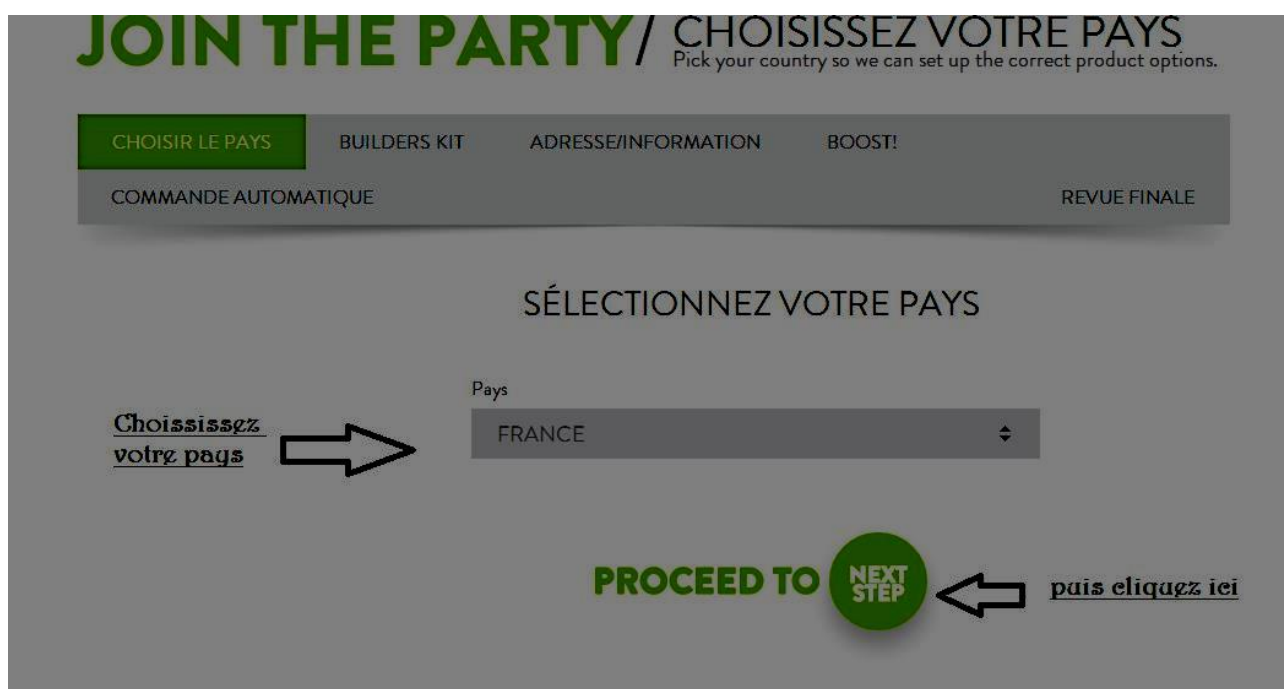 JOIN THE PARTY/ CHOISISSEZ VOTRE PAYS
Pick your country so we can set up the correct product options.
CHOISIR LE PAYS BUILDERS KIT ADRESSE/INFORMATION BOOST!
COMMANDE AUTOMATIQUE REVUE FINALE
SÉLECTIONNEZ VOTRE PAYS
Pays
Choississez
votre pays
FRANCE
PROCEED TO NEXT
STEP
puis cliquez ici